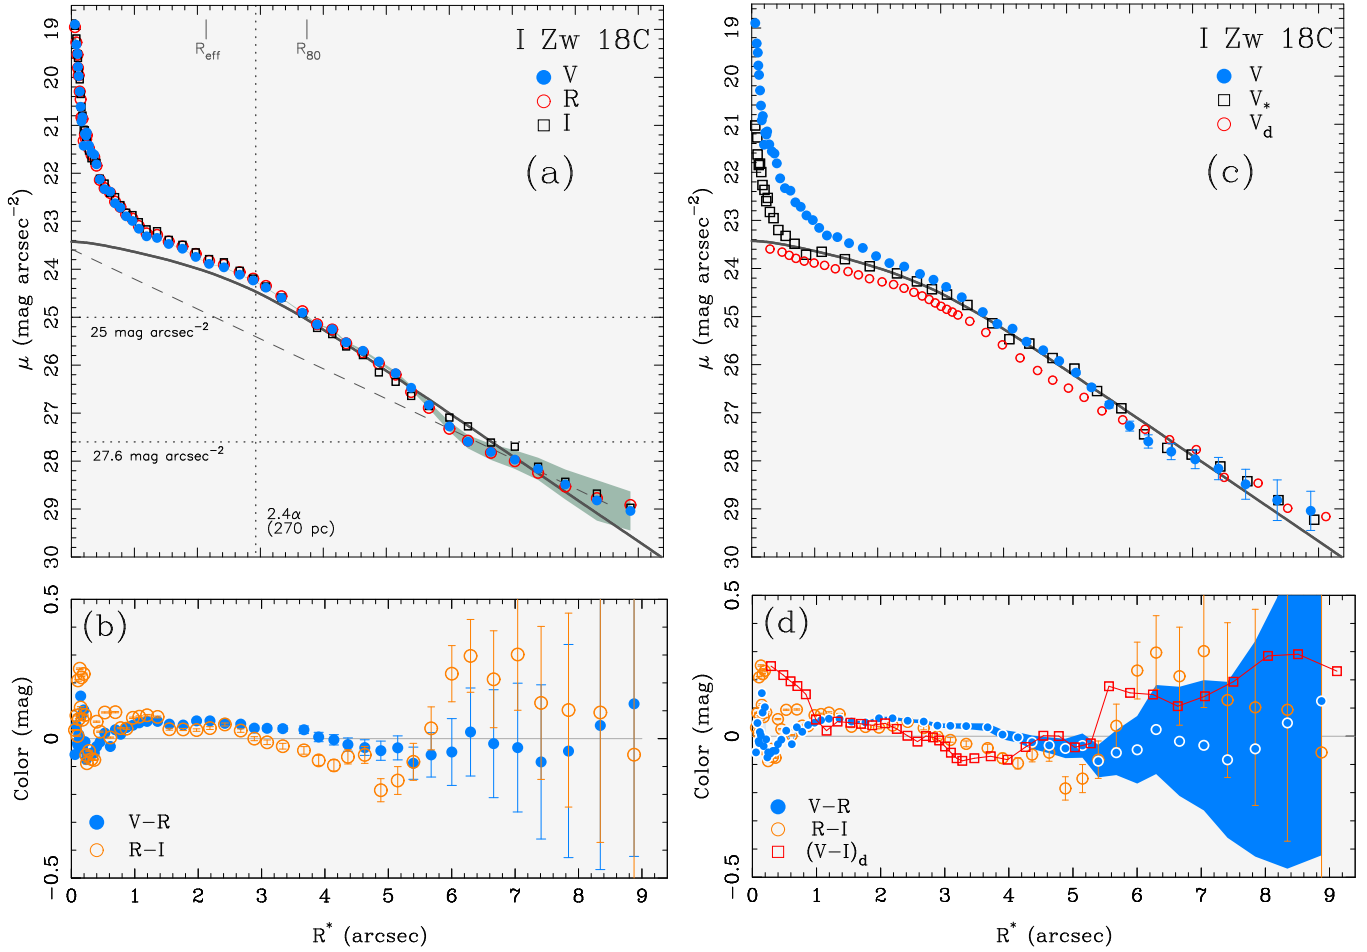 I Zw 18C
V
R
I
(a)
R_eff
R_80
25 mag arcsec^−2
27.6 mag arcsec^−2
2.4α
(270 pc)
μ (mag arcsec^−2)
19
20
21
22
23
24
25
26
27
28
29
30
(b)
V−R
R−I
Color (mag)
0.5
0
−0.5
0 1 2 3 4 5 6 7 8 9
R^* (arcsec)
I Zw 18C
V
V_*
V_d
(c)
μ (mag arcsec^−2)
19
20
21
22
23
24
25
26
27
28
29
30
(d)
V−R
R−I
(V−I)_d
Color (mag)
0.5
0
−0.5
0 1 2 3 4 5 6 7 8 9
R^* (arcsec)